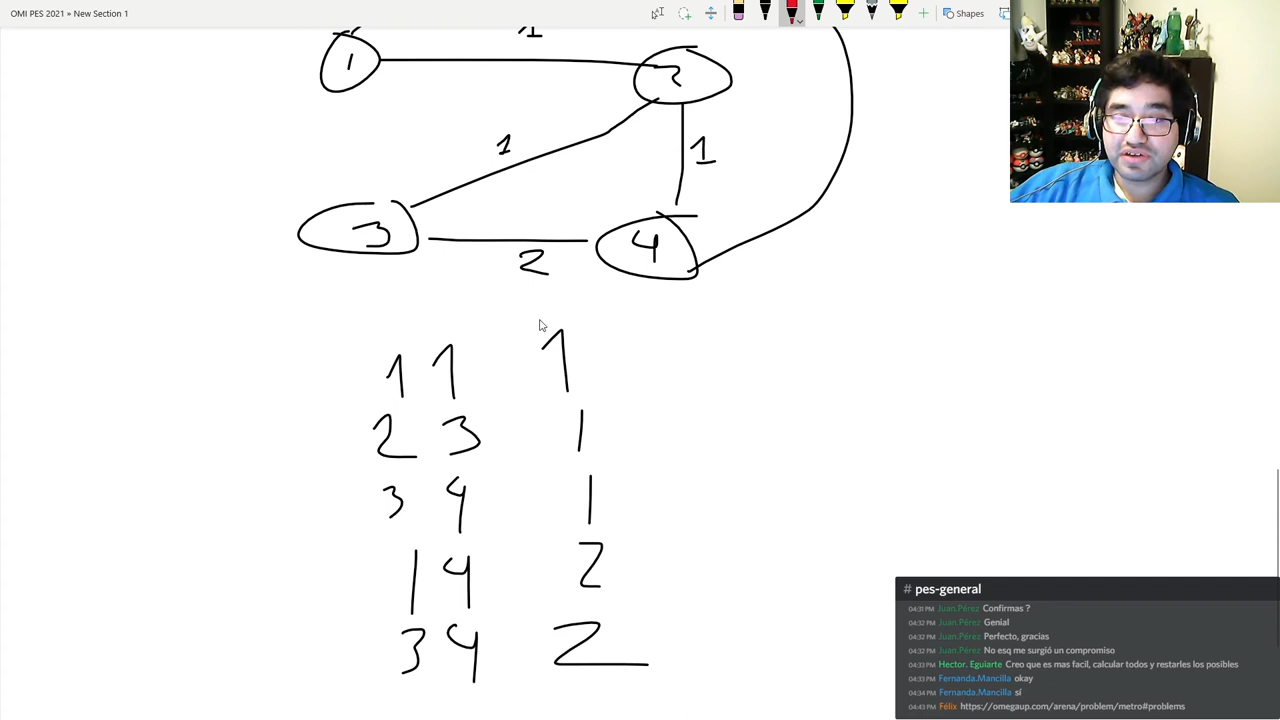 OMI PES 2021 » New Section 1
Shapes
1
1 2
1 1
3 4
2
1 1 1
2 3 1
3 4 1
1 4 2
3 4 2
# pes-general
04:31 PM Juan.Pérez Confirmas ?
04:32 PM Juan.Pérez Genial
04:32 PM Juan.Pérez Perfecto, gracias
04:32 PM Juan.Pérez No esq me surgió un compromiso
04:33 PM Hector. Eguiarte Creo que es mas facil, calcular todos y restarles los posibles
04:33 PM Fernanda.Mancilla okay
04:34 PM Fernanda.Mancilla sí
04:43 PM Félix https://omegaup.com/arena/problem/metro#problems